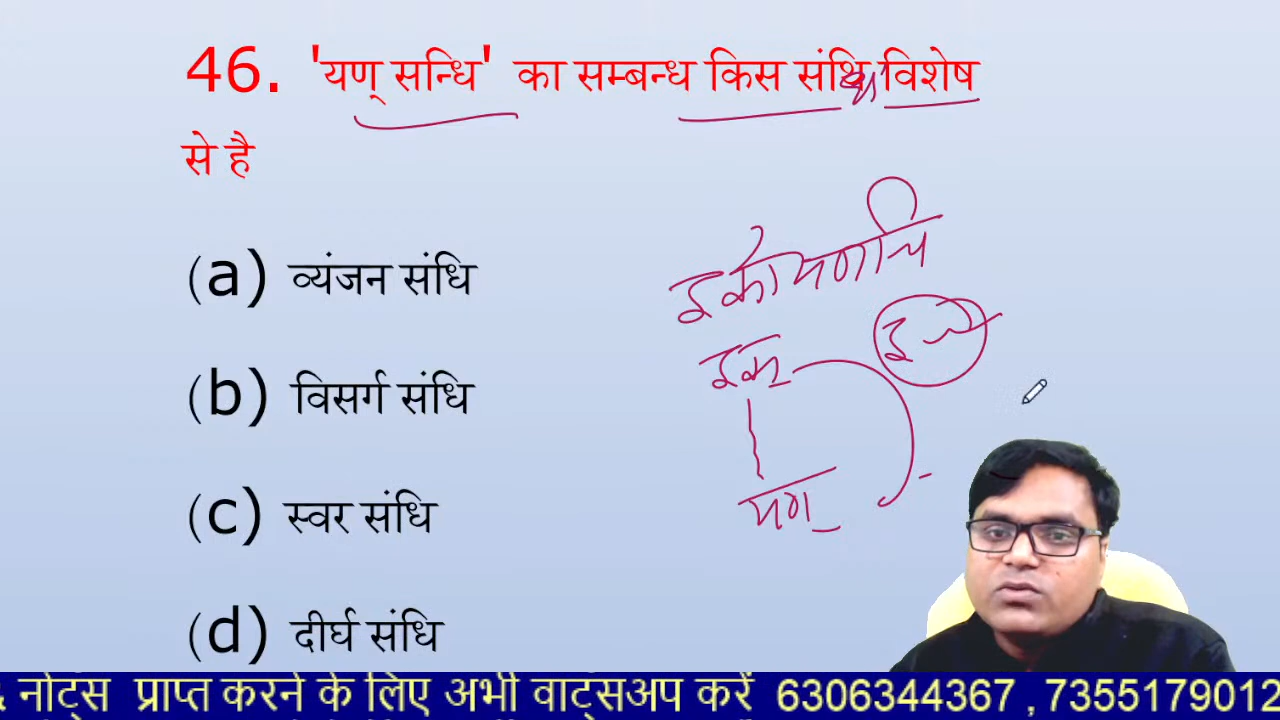 46. 'यण् सन्धि' का सम्बन्ध किस संधि विशेष
से है
(a) व्यंजन संधि
(b) विसर्ग संधि
(c) स्वर संधि
(d) दीर्घ संधि
इकोयणचि
इक्
यण्
नोट्स प्राप्त करने के लिए अभी वाट्सअप करें 6306344367 , 7355179012